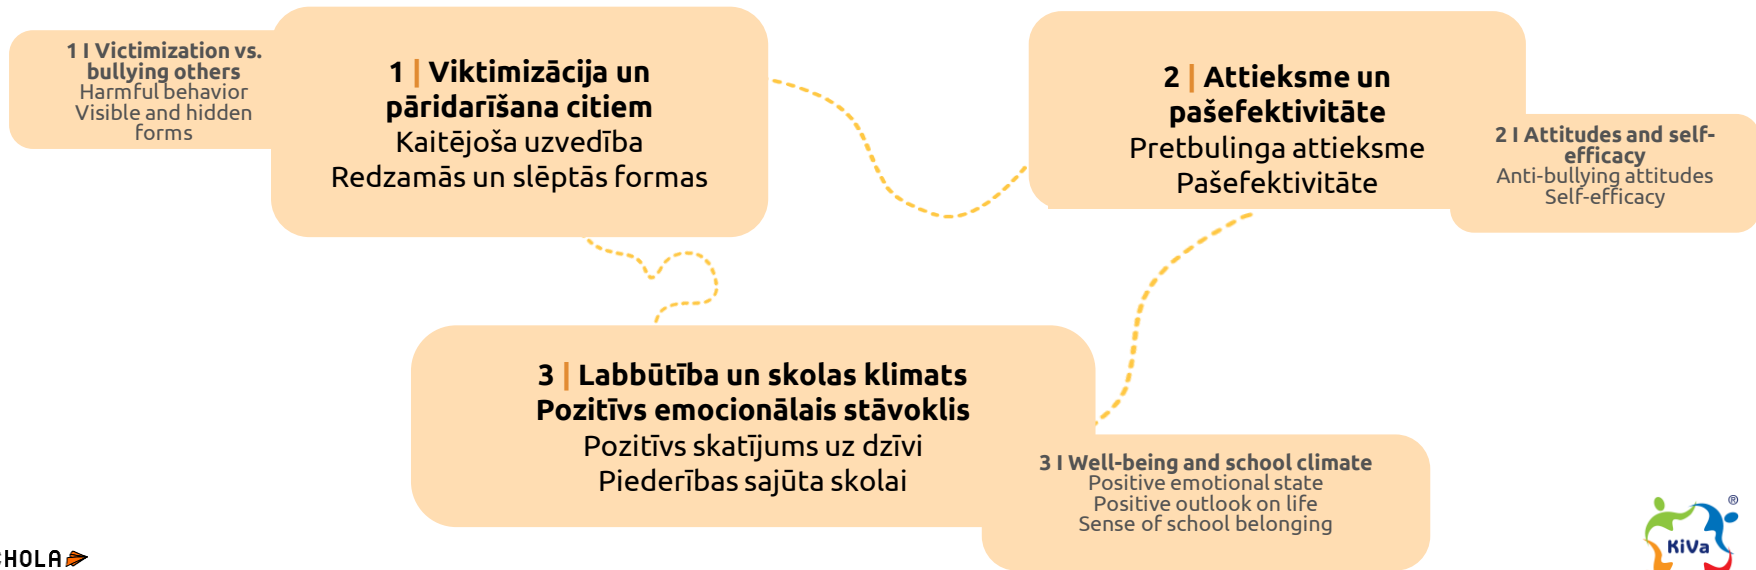 1 I Victimization vs.
bullying others
Harmful behavior
Visible and hidden
forms
1 | Viktimizācija un
pāridarīšana citiem
Kaitējoša uzvedība
Redzamās un slēptās formas
2 | Attieksme un
pašefektivitāte
Pretbulinga attieksme
Pašefektivitāte
2 I Attitudes and self-
efficacy
Anti-bullying attitudes
Self-efficacy
3 | Labbūtība un skolas klimats
Pozitīvs emocionālais stāvoklis
Pozitīvs skatījums uz dzīvi
Piederības sajūta skolai
3 I Well-being and school climate
Positive emotional state
Positive outlook on life
Sense of school belonging
CHOLA
KiVa
®